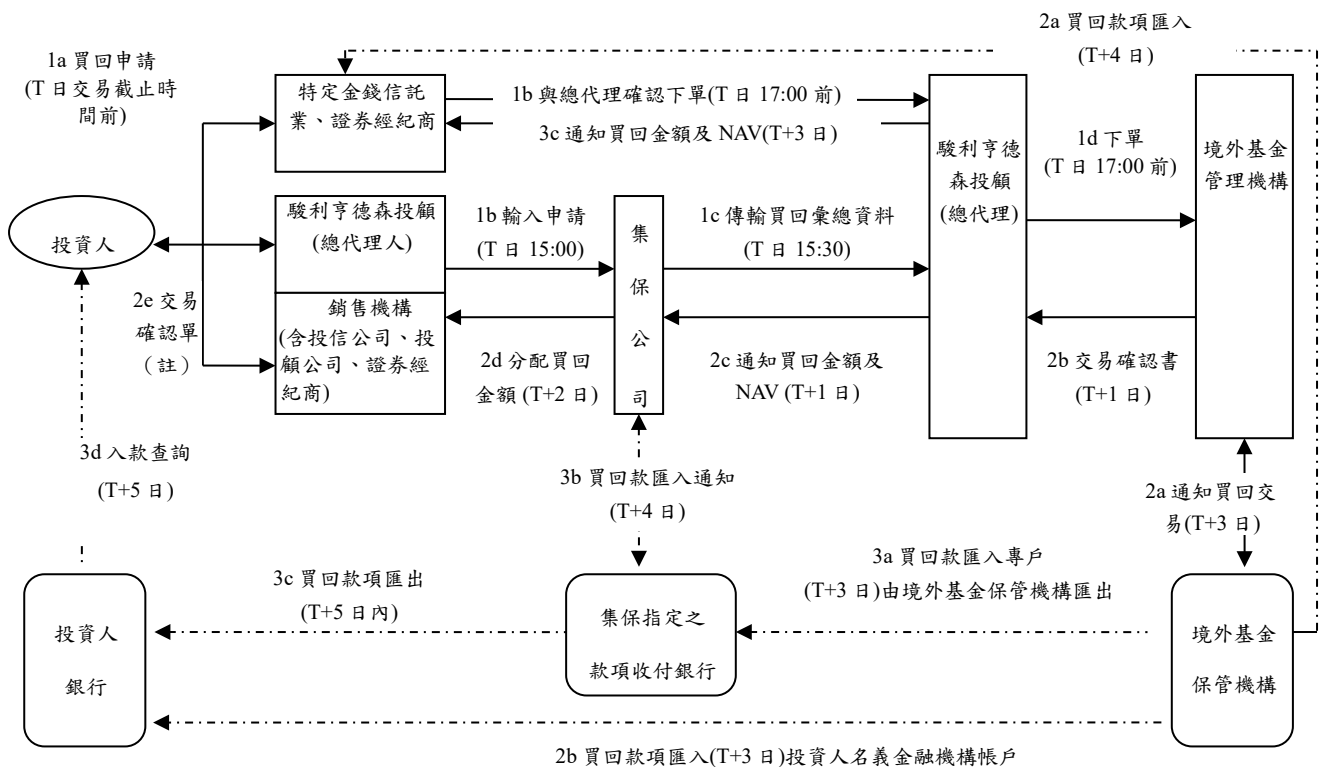 2a 買回款項匯入
(T+4 日)
1a 買回申請
(T 日交易截止時
間前)
特定金錢信託
業、證券經紀商
1b 與總代理確認下單(T 日 17:00 前)
3c 通知買回金額及 NAV(T+3 日)
駿利亨德
森投顧
(總代理)
1d 下單
(T 日 17:00 前)
境外基金
管理機構
投資人
駿利亨德森投顧
(總代理人)
1b 輸入申請
(T 日 15:00)
集
保
公
司
1c 傳輸買回彙總資料
(T 日 15:30)
2e 交易
確認單
（註）
銷售機構
(含投信公司、投
顧公司、證券經
紀商)
2d 分配買回
金額 (T+2 日)
2c 通知買回金額及
NAV (T+1 日)
2b 交易確認書
(T+1 日)
3d 入款查詢
(T+5 日)
3b 買回款匯入通知
(T+4 日)
2a 通知買回交
易(T+3 日)
3c 買回款項匯出
(T+5 日內)
3a 買回款匯入專戶
(T+3 日)由境外基金保管機構匯出
投資人
銀行
集保指定之
款項收付銀行
境外基金
保管機構
2b 買回款項匯入(T+3 日)投資人名義金融機構帳戶